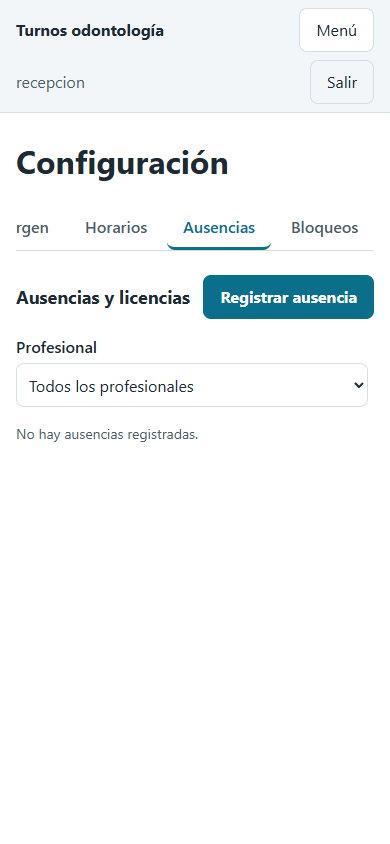 Turnos odontología
Menú
recepcion
Salir
Configuración
rgen Horarios Ausencias Bloqueos
Ausencias y licencias
Registrar ausencia
Profesional
Todos los profesionales
No hay ausencias registradas.